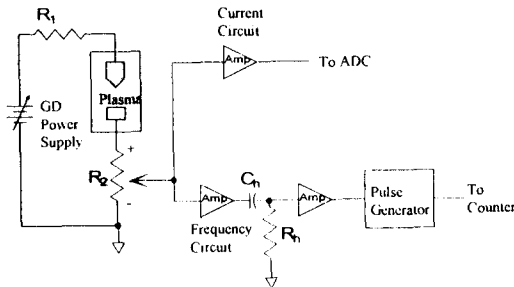 R1
Current
Circuit
Amp
To ADC
GD
Power
Supply
Plasma
+
R2
-
Amp
Ch
Amp
Pulse
Generator
To
Counter
Frequency
Circuit
Rh